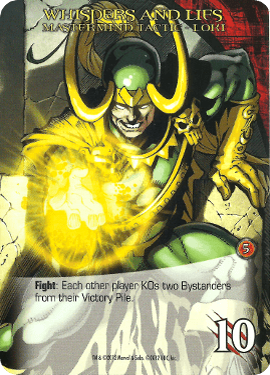 WHISPERS AND LIES
MASTERMIND TACTIC - LOKI
5
Fight: Each other player KOs two Bystanders
from their Victory Pile.
10